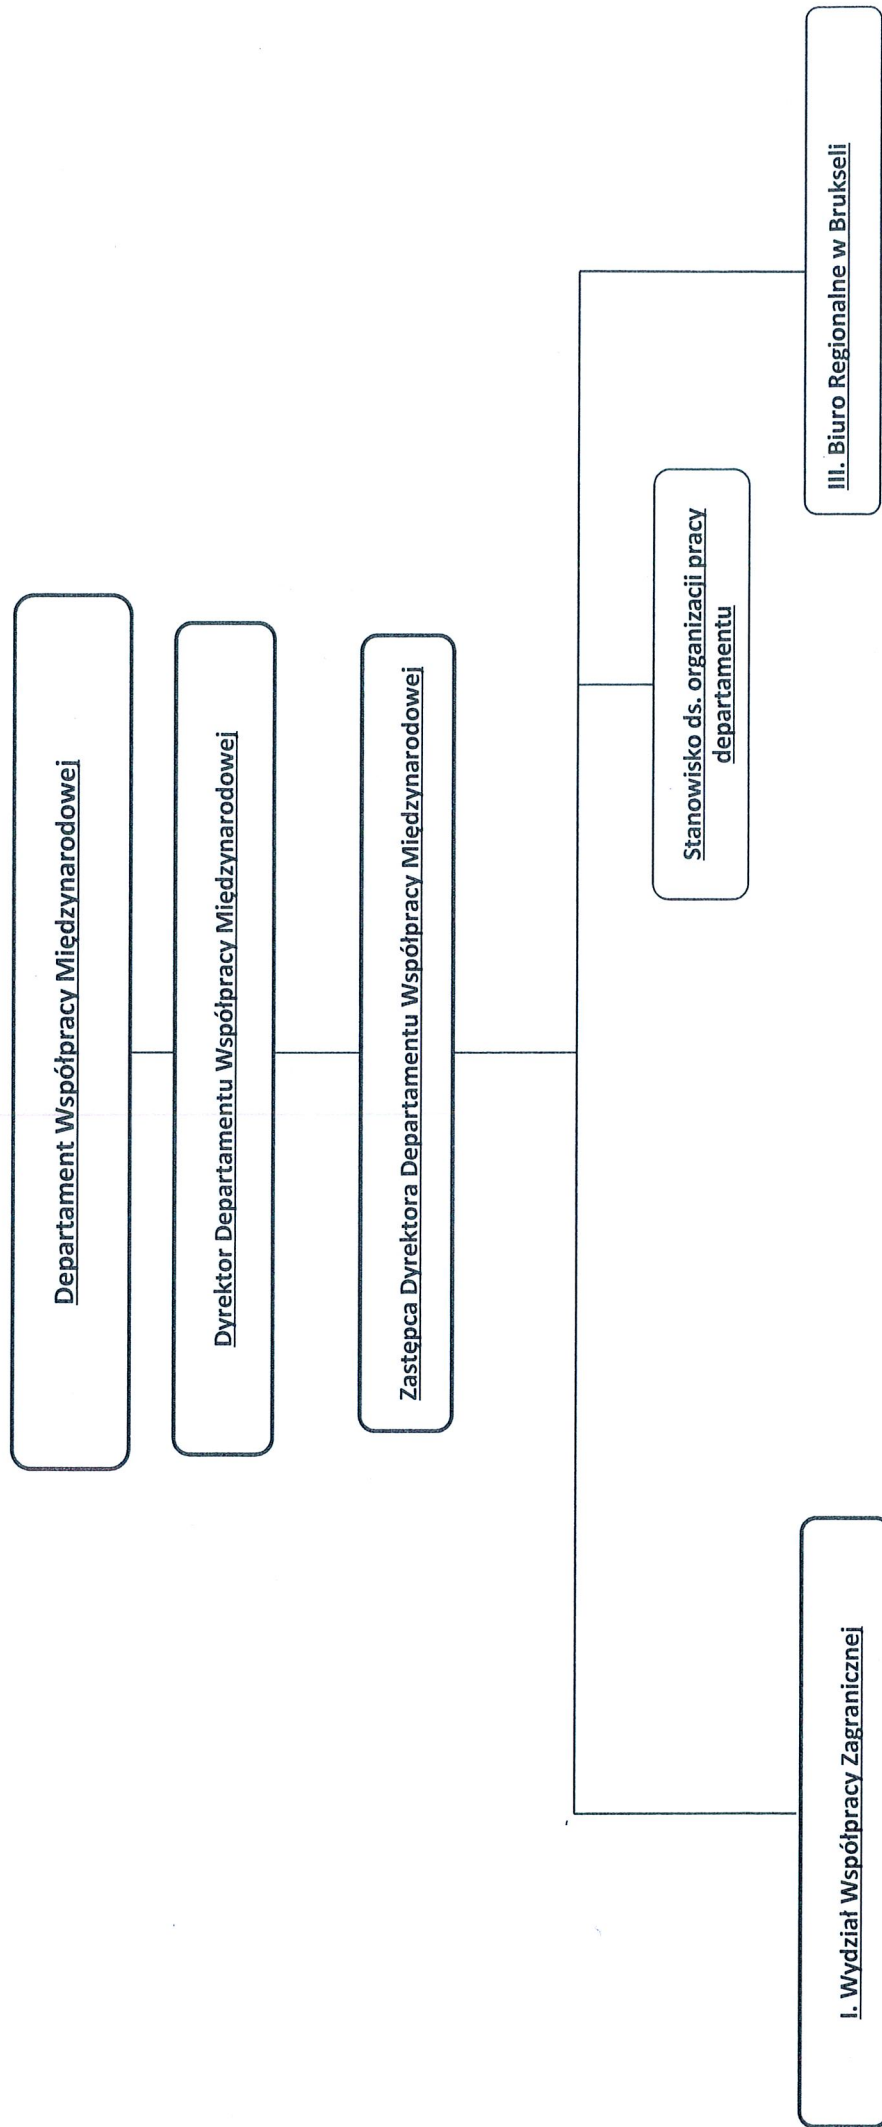 Departament Współpracy Międzynarodowej
Dyrektor Departamentu Współpracy Międzynarodowej
Zastępca Dyrektora Departamentu Współpracy Międzynarodowej
Stanowisko ds. organizacji pracy
departamentu
I. Wydział Współpracy Zagranicznej
III. Biuro Regionalne w Brukseli